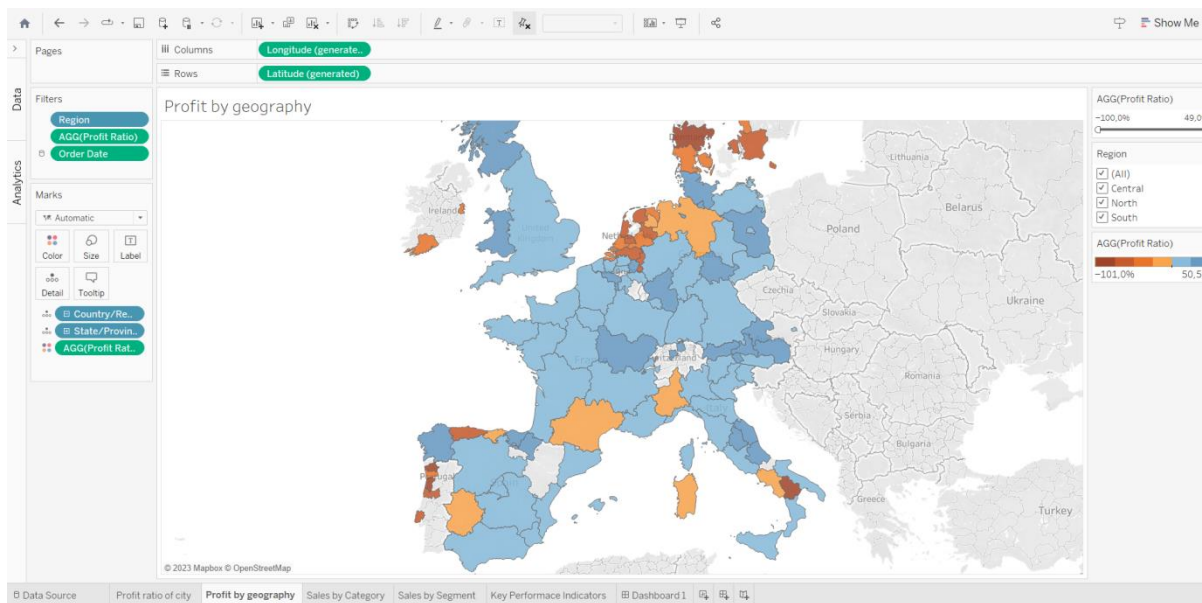 Show Me
Pages
Columns
Longitude (generate..
Rows
Latitude (generated)
Data
Analytics
Filters
Region
AGG(Profit Ratio)
Order Date
Marks
Automatic
Color
Size
Label
Detail
Tooltip
Country/Re..
State/Provin..
AGG(Profit Rat..
Profit by geography
Ireland
United
Kingdom
Lithuania
Belarus
Poland
Czechia
Ukraine
Slovakia
Hungary
Romania
Serbia
Bulgaria
Greece
Turkey
France
Portugal
© 2023 Mapbox © OpenStreetMap
AGG(Profit Ratio)
−100,0% 49,0
Region
(All)
Central
North
South
AGG(Profit Ratio)
−101,0% 50,5
Data Source Profit ratio of city Profit by geography Sales by Category Sales by Segment Key Performace Indicators Dashboard 1